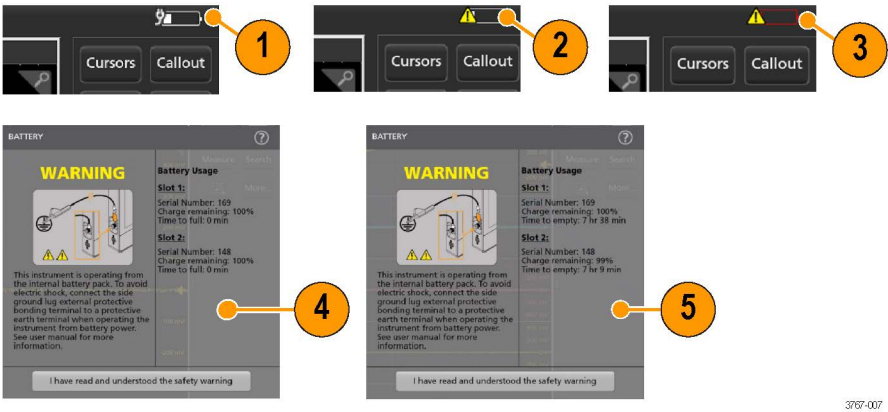 1
2
3
Cursors
Callout
Cursors
Callout
Cursors
Callout
BATTERY
?
WARNING
This instrument is operating from
the internal battery pack. To avoid
electric shock, connect the side
ground lug external protective
bonding terminal to a protective
earth terminal when operating the
instrument from battery power.
See user manual for more
information.
Measure
Search
Battery Usage
Slot 1:
More...
Serial Number: 169
Charge remaining: 100%
Time to full: 0 min
Slot 2:
Serial Number: 148
Charge remaining: 100%
Time to full: 0 min
4
I have read and understood the safety warning
BATTERY
?
WARNING
This instrument is operating from
the internal battery pack. To avoid
electric shock, connect the side
ground lug external protective
bonding terminal to a protective
earth terminal when operating the
instrument from battery power.
See user manual for more
information.
Measure
Search
Battery Usage
Slot 1:
More...
Serial Number: 169
Charge remaining: 100%
Time to empty: 7 hr 38 min
Slot 2:
Serial Number: 148
Charge remaining: 99%
Time to empty: 7 hr 9 min
5
I have read and understood the safety warning
3767-007